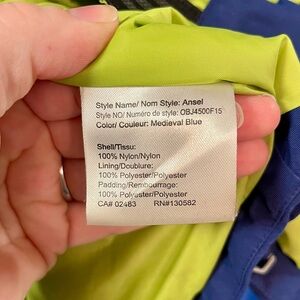 Style Name/ Nom Style: Ansel
Style NO/ Numéro de style: OBJ4500F15
Color/ Couleur: Medieval Blue
Shell/Tissu:
100% Nylon/Nylon
Lining/Doublure:
100% Polyester/Polyester
Padding/Rembourrage:
100% Polyester/Polyester
CA# 02483 RN#130582